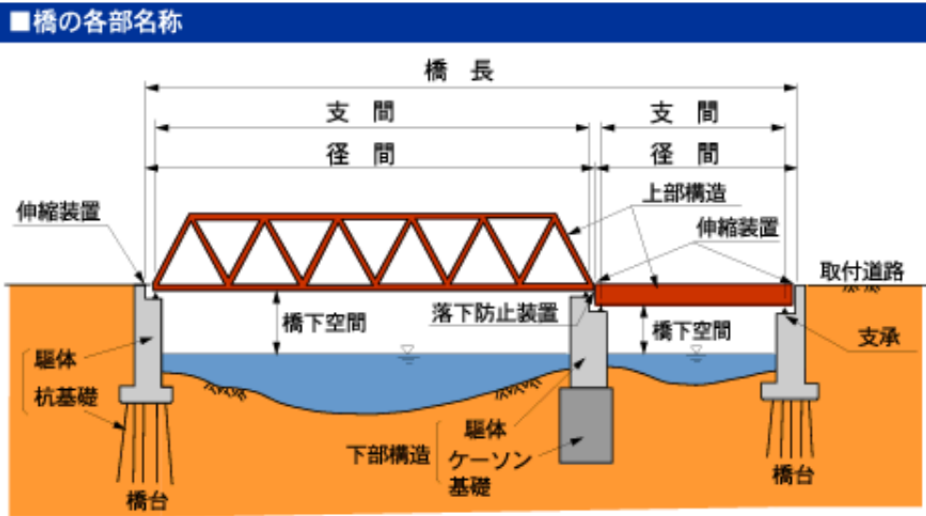 ■橋の各部名称
橋 長
支 間
支 間
径 間
径 間
上部構造
伸縮装置
伸縮装置
取付道路
落下防止装置
橋下空間
橋下空間
支承
駆体
杭基礎
下部構造
駆体
ケーソン
基礎
橋台
橋台